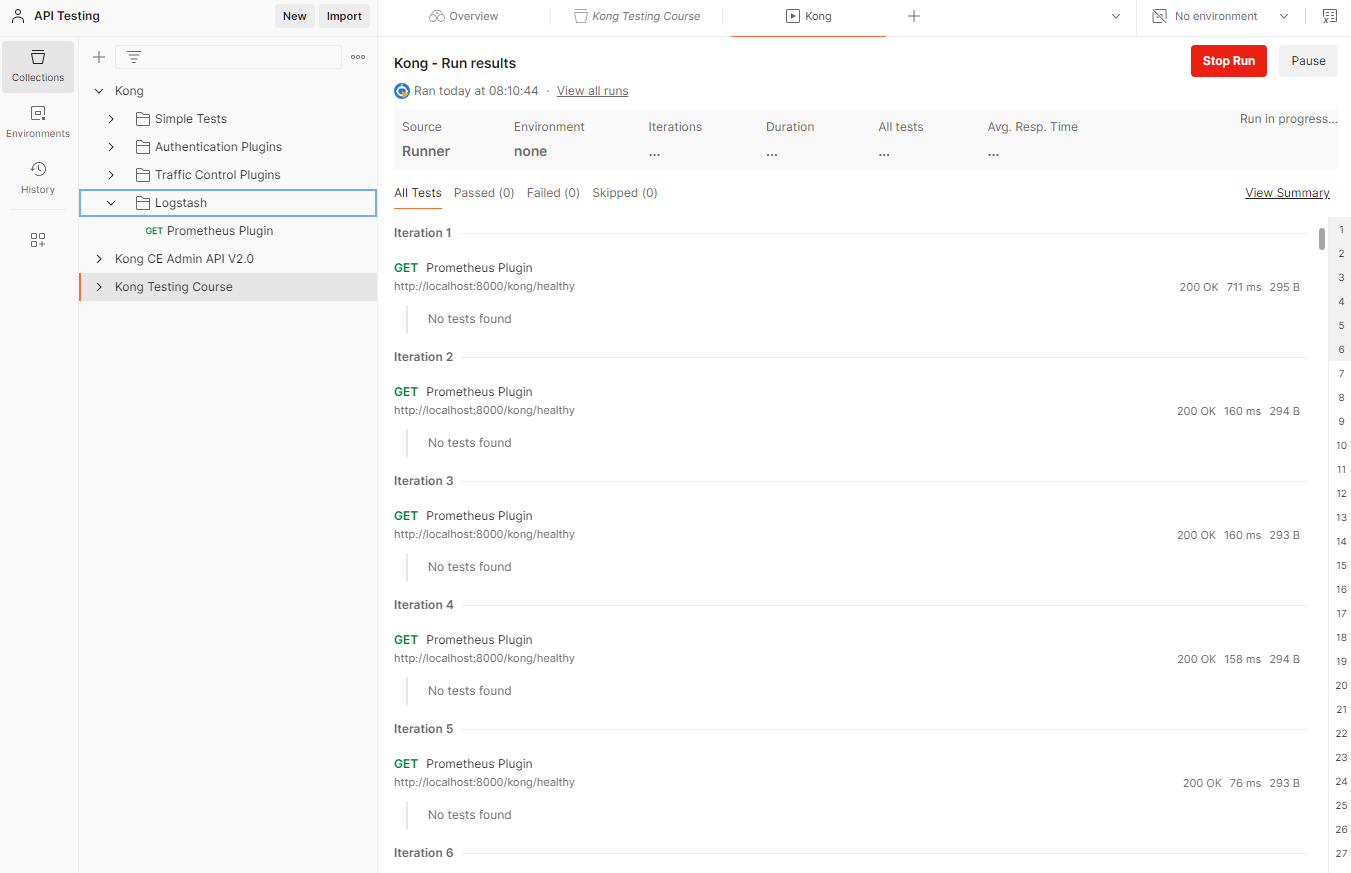 API Testing
New
Import
Overview
Kong Testing Course
Kong
No environment
Collections
Environments
History
Kong
Simple Tests
Authentication Plugins
Traffic Control Plugins
Logstash
GET Prometheus Plugin
Kong CE Admin API V2.0
Kong Testing Course
Kong - Run results
Stop Run
Pause
Ran today at 08:10:44 · View all runs
Source
Environment
Iterations
Duration
All tests
Avg. Resp. Time
Run in progress...
Runner
none
...
...
...
...
All Tests
Passed (0)
Failed (0)
Skipped (0)
View Summary
Iteration 1
GET Prometheus Plugin
http://localhost:8000/kong/healthy
200 OK 711 ms 295 B
No tests found
Iteration 2
GET Prometheus Plugin
http://localhost:8000/kong/healthy
200 OK 160 ms 294 B
No tests found
Iteration 3
GET Prometheus Plugin
http://localhost:8000/kong/healthy
200 OK 160 ms 293 B
No tests found
Iteration 4
GET Prometheus Plugin
http://localhost:8000/kong/healthy
200 OK 158 ms 294 B
No tests found
Iteration 5
GET Prometheus Plugin
http://localhost:8000/kong/healthy
200 OK 76 ms 293 B
No tests found
Iteration 6
1
2
3
4
5
6
7
8
9
10
11
12
13
14
15
16
17
18
19
20
21
22
23
24
25
26
27